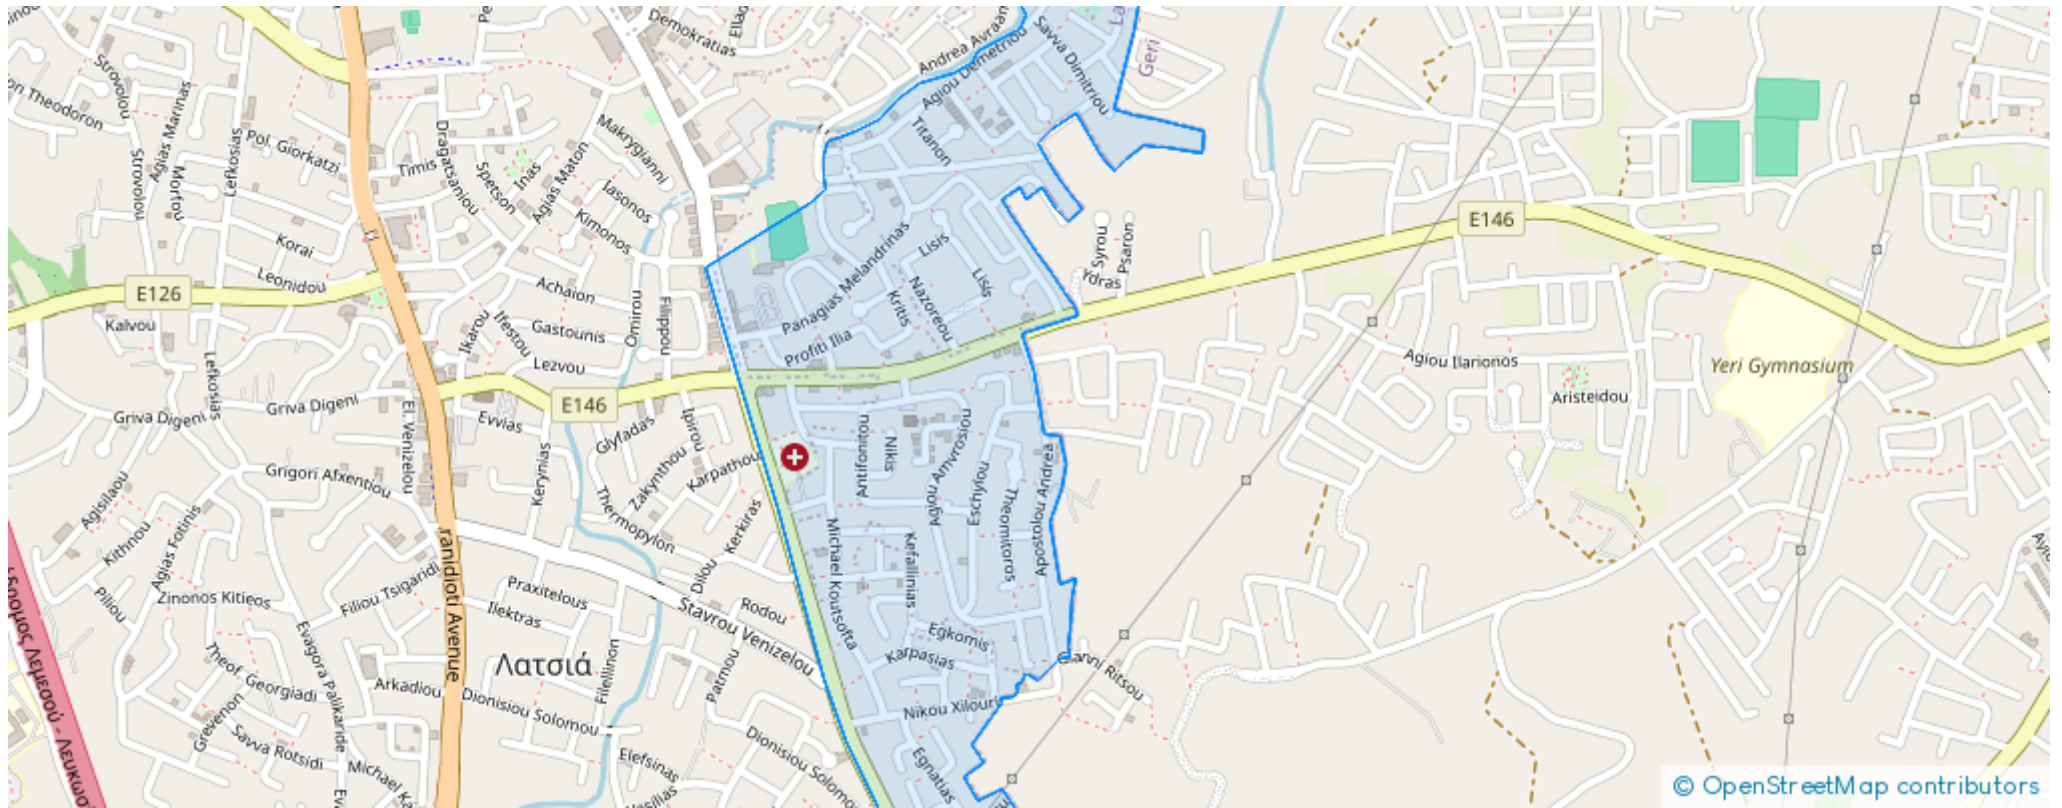 Demokratias
Andrea Avraam
Agiou Demetriou
Savva Dimitriou
Geri
Strovolou
Agias Marinas
Pol. Giorkatzi
Lefkosias
Morfou
Strovolou
Timis
Dragatsaniou
Spetson
Inas
Agias Maton
Makrygianni
Iasonos
Kimonos
Titanon
Korai
Leonidou
E126
Kalvou
Achaion
Gastounis
Lezvou
Ikarou
Ifestou
Omirou
Filippou
Panagias Melandrinas
Lisis
Lisis
Nazoreou
Kritis
Profiti Ilia
Syrou
Psaron
Ydras
E146
Agiou Ilarionos
Yeri Gymnasium
Aristeidou
Lefkosias
Griva Digeni
Griva Digeni
El. Venizelou
Evvias
E146
Glyfadas
Ipirou
Zakynthou
Karpathou
Kerynias
Thermopylon
Kerkiras
Dilou
Grigori Afxentiou
Agisilaou
Kithnou
Agias Fotinis
Piliou
Zinonos Kitieos
Filiou Tsigaridi
Evagora Palikaride
Theof. Georgiadi
Grevenon
Savva Rotsidi
Arkadiou
Dionisiou Solomou
Praxitelous
Ilektras
Filellinon
Λατσιά
Rodou
Stavrou Venizelou
Patmou
Elefsinas
Dionisiou Solomou
Antifonitou
Nikis
Agiou Amvrosiou
Eschylou
Theomitoros
Apostolou Andrea
Michael Koutsofta
Kefallinias
Egkomis
Karpasias
Nikou Xilouri
Egnatias
Gianni Ritsou
© OpenStreetMap contributors